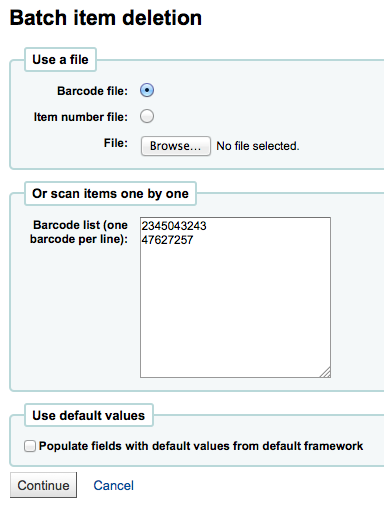 Batch item deletion
Use a file
Barcode file:
Item number file:
File: Browse... No file selected.
Or scan items one by one
Barcode list (one
barcode per line):
2345043243
47627257
Use default values
Populate fields with default values from default framework
Continue Cancel